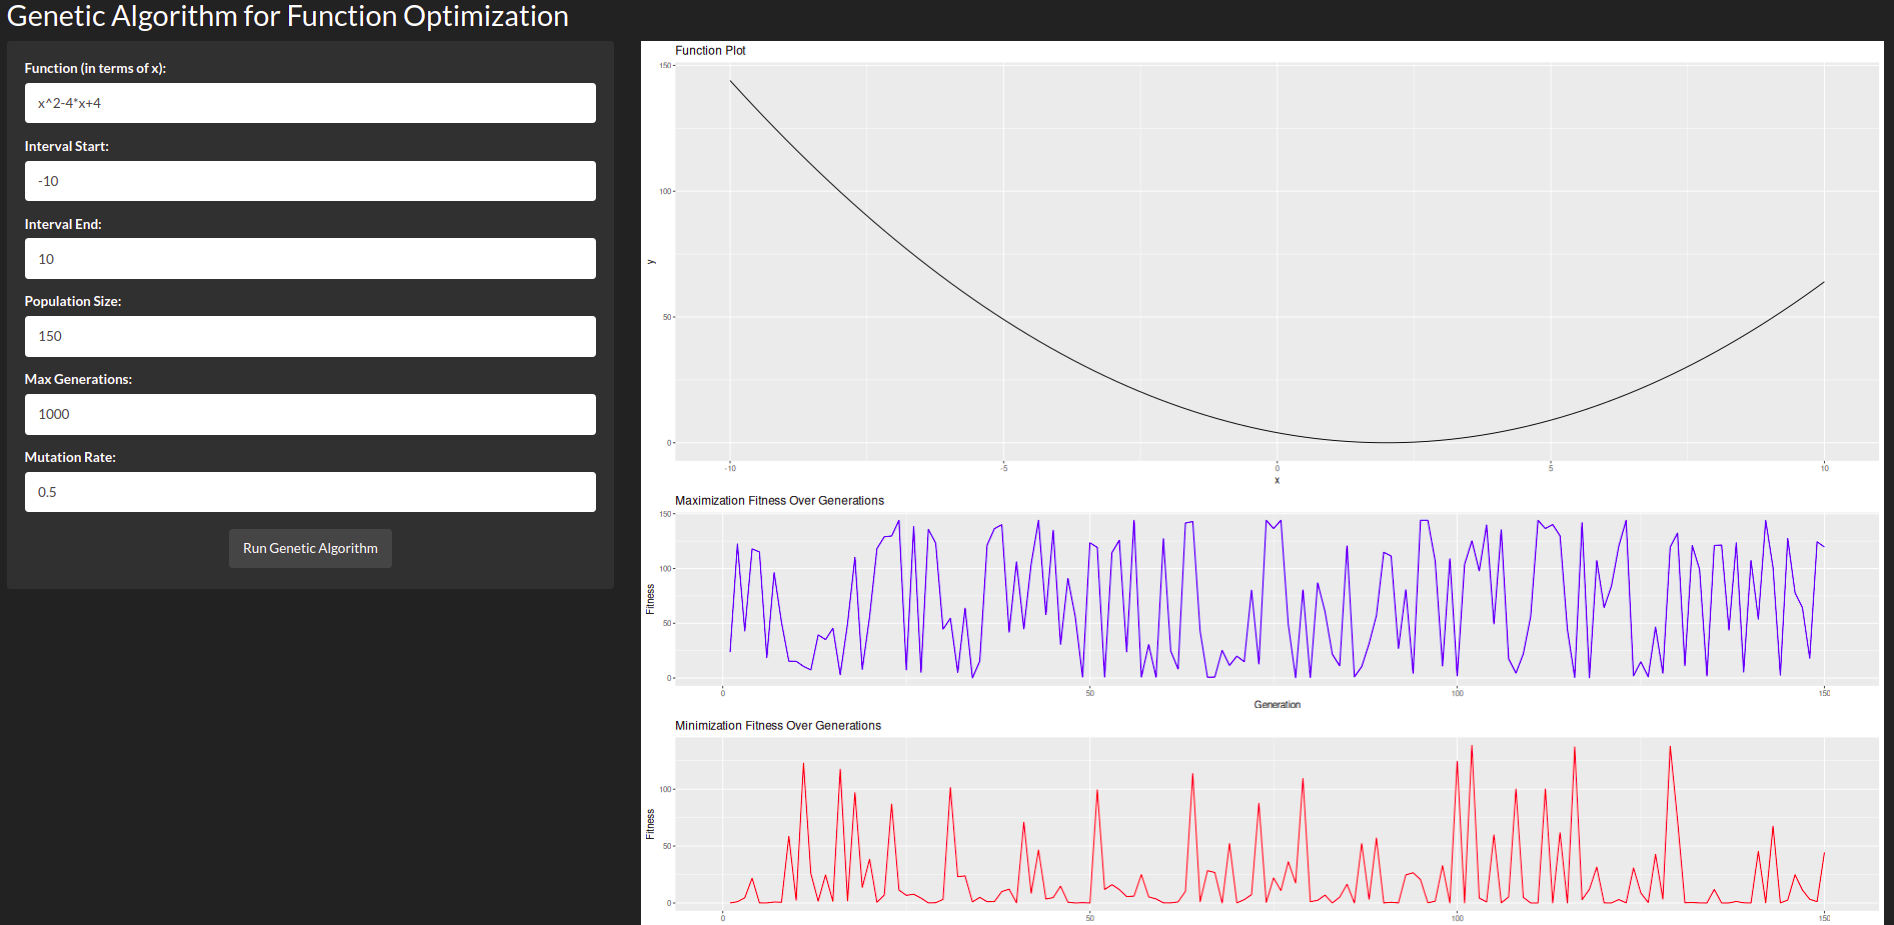 Genetic Algorithm for Function Optimization
Function (in terms of x):
x^2-4*x+4
Interval Start:
-10
Interval End:
10
Population Size:
150
Max Generations:
1000
Mutation Rate:
0.5
Run Genetic Algorithm
Function Plot
150
100
50
0
y
-10 -5 0 5 10
x
Maximization Fitness Over Generations
150
100
50
0
Fitness
0 50 100 150
Generation
Minimization Fitness Over Generations
100
50
0
Fitness
0 50 100 150